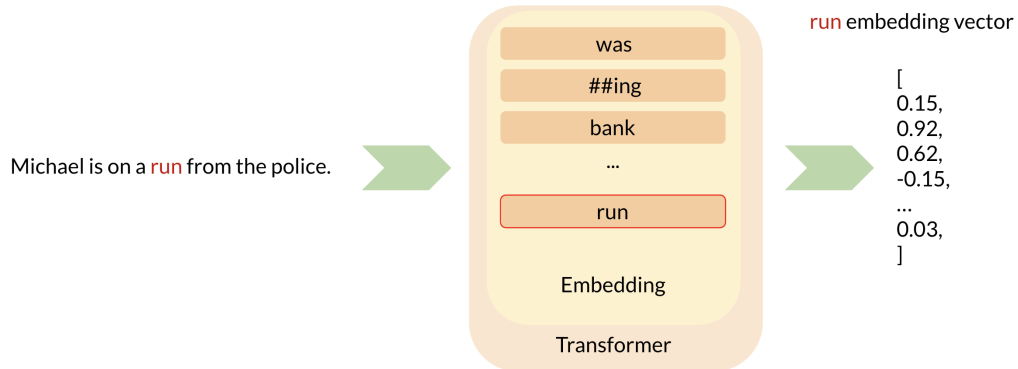 Michael is on a run from the police.
was
##ing
bank
...
run
Embedding
Transformer
run embedding vector
[
0.15,
0.92,
0.62,
-0.15,
...
0.03,
]